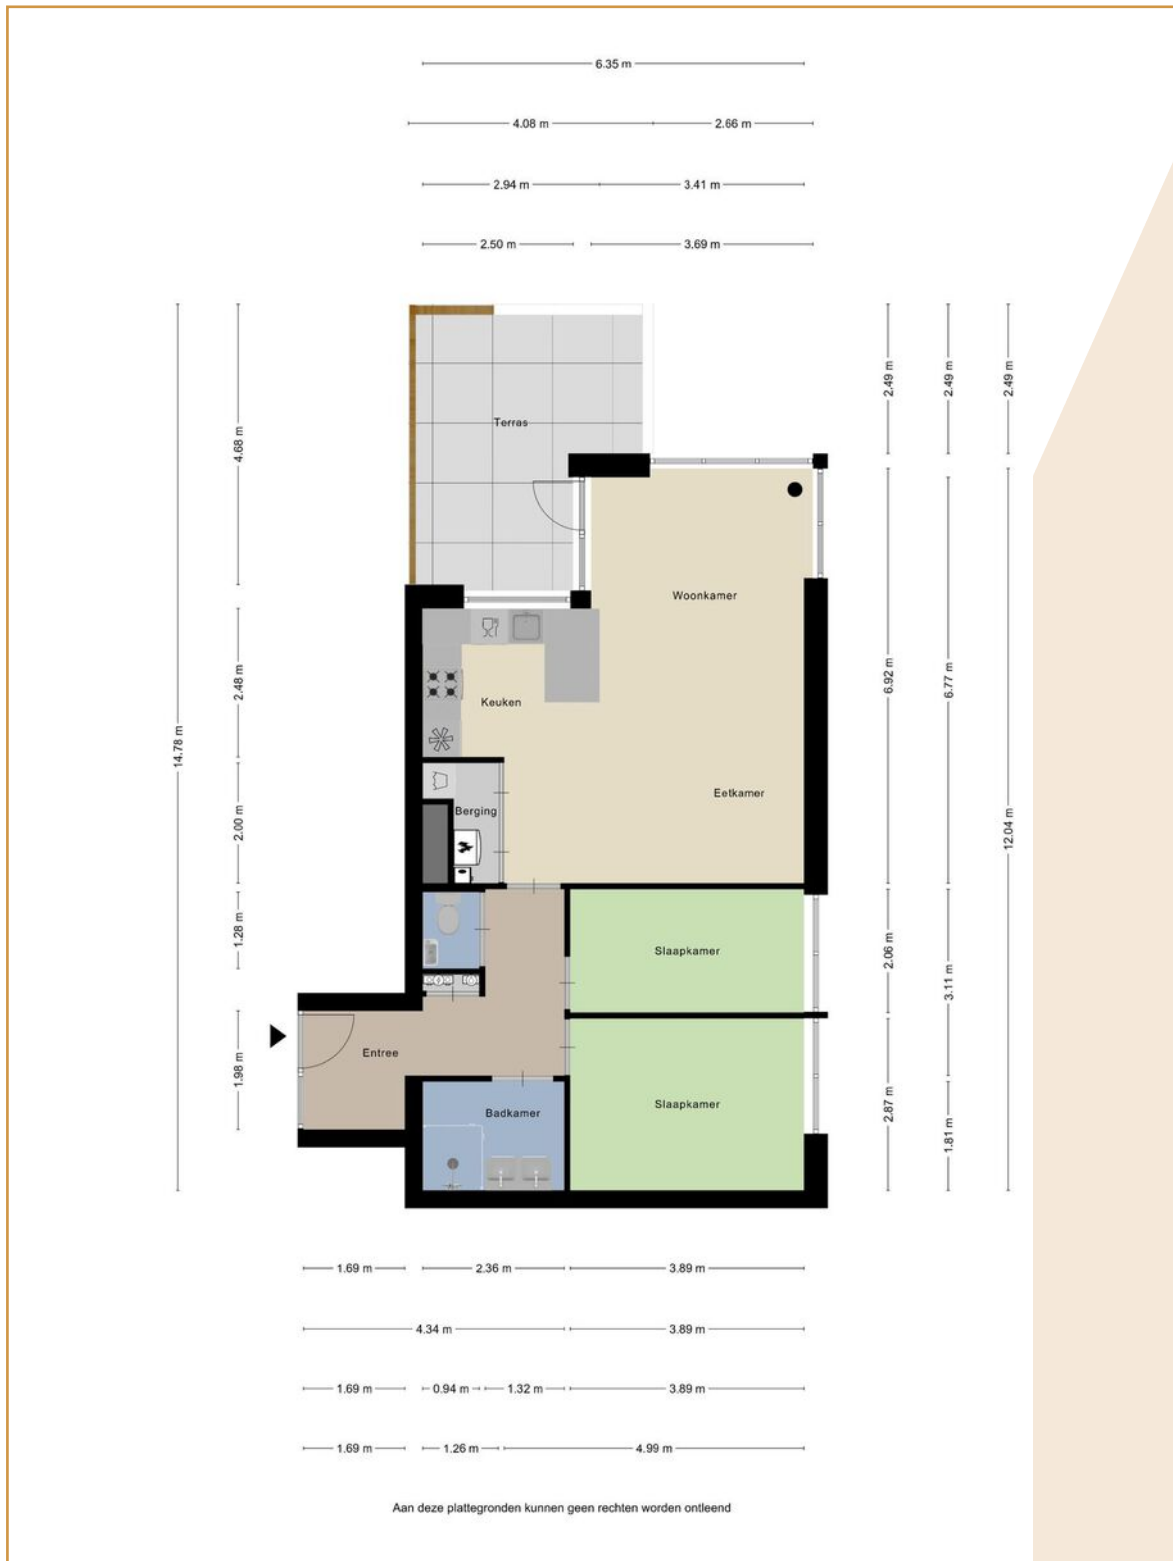 6.35 m
4.08 m
2.66 m
2.94 m
3.41 m
2.50 m
3.69 m
14.78 m
4.68 m
2.48 m
2.00 m
1.28 m
1.98 m
Terras
Woonkamer
Keuken
Eetkamer
Berging
Slaapkamer
Entree
Slaapkamer
Badkamer
2.49 m
2.49 m
2.49 m
6.92 m
6.77 m
12.04 m
2.06 m
3.11 m
2.87 m
1.81 m
1.69 m
2.36 m
3.89 m
4.34 m
3.89 m
1.69 m
0.94 m
1.32 m
3.89 m
1.69 m
1.26 m
4.99 m
Aan deze plattegronden kunnen geen rechten worden ontleend